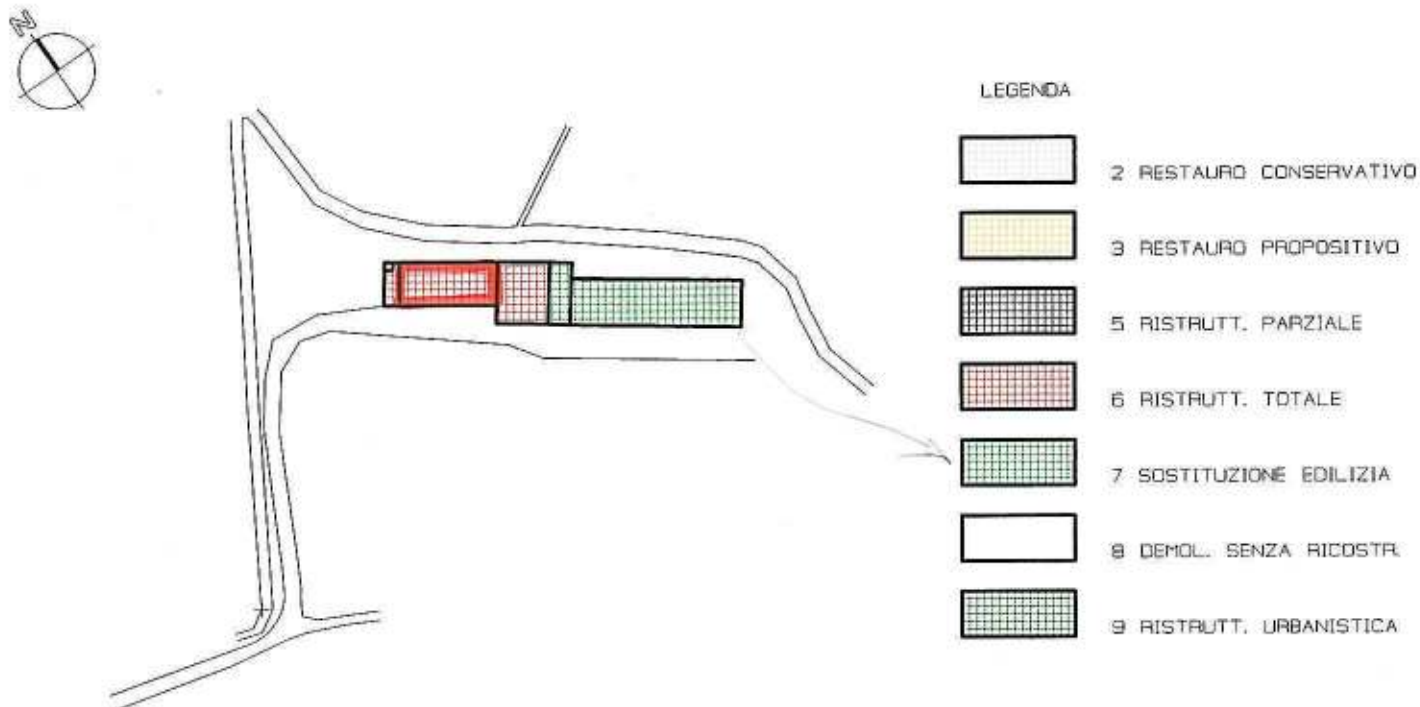 N
LEGENDA
2 RESTAURO CONSERVATIVO
3 RESTAURO PROPOSITIVO
5 RISTRUTT. PARZIALE
6 RISTRUTT. TOTALE
7 SOSTITUZIONE EDILIZIA
8 DEMOL. SENZA RICOSTR.
9 RISTRUTT. URBANISTICA